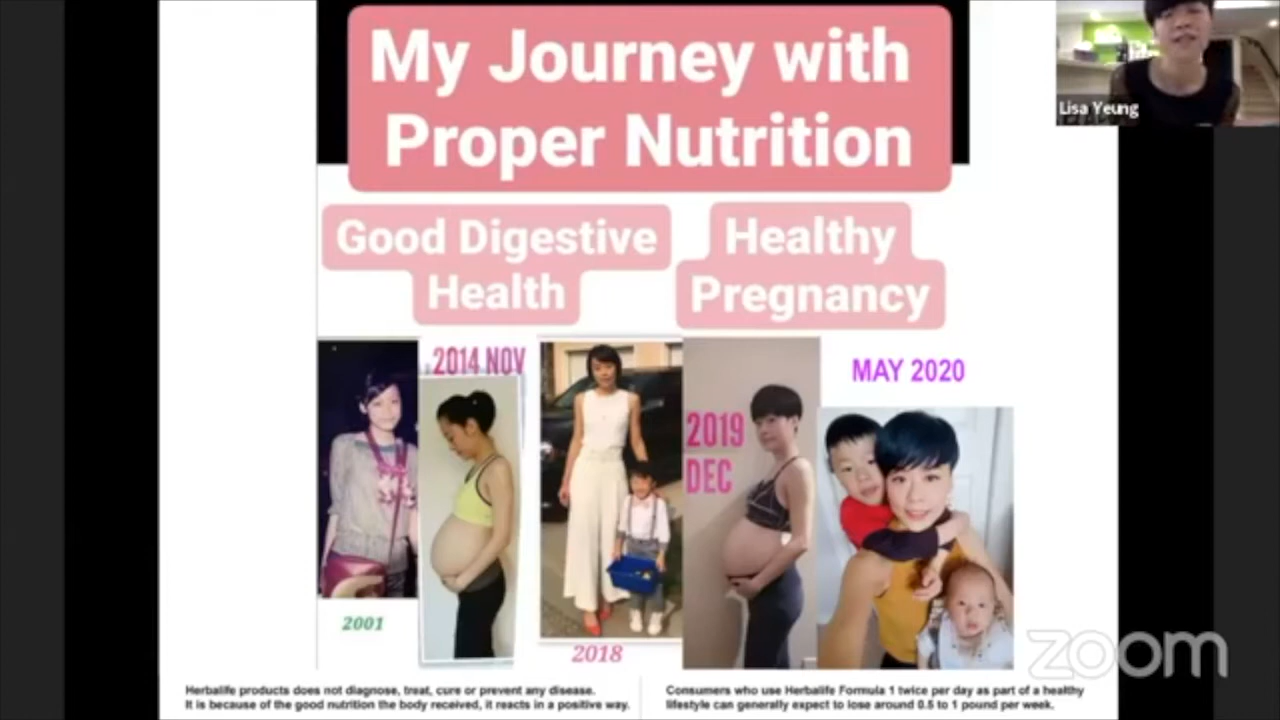 My Journey with
Proper Nutrition
Lisa Yeung
Good Digestive
Health
Healthy
Pregnancy
2014 NOV
2019
DEC
MAY 2020
2001
2018
zoom
Herbalife products does not diagnose, treat, cure or prevent any disease.
It is because of the good nutrition the body received, it reacts in a positive way.
Consumers who use Herbalife Formula 1 twice per day as part of a healthy
lifestyle can generally expect to lose around 0.5 to 1 pound per week.